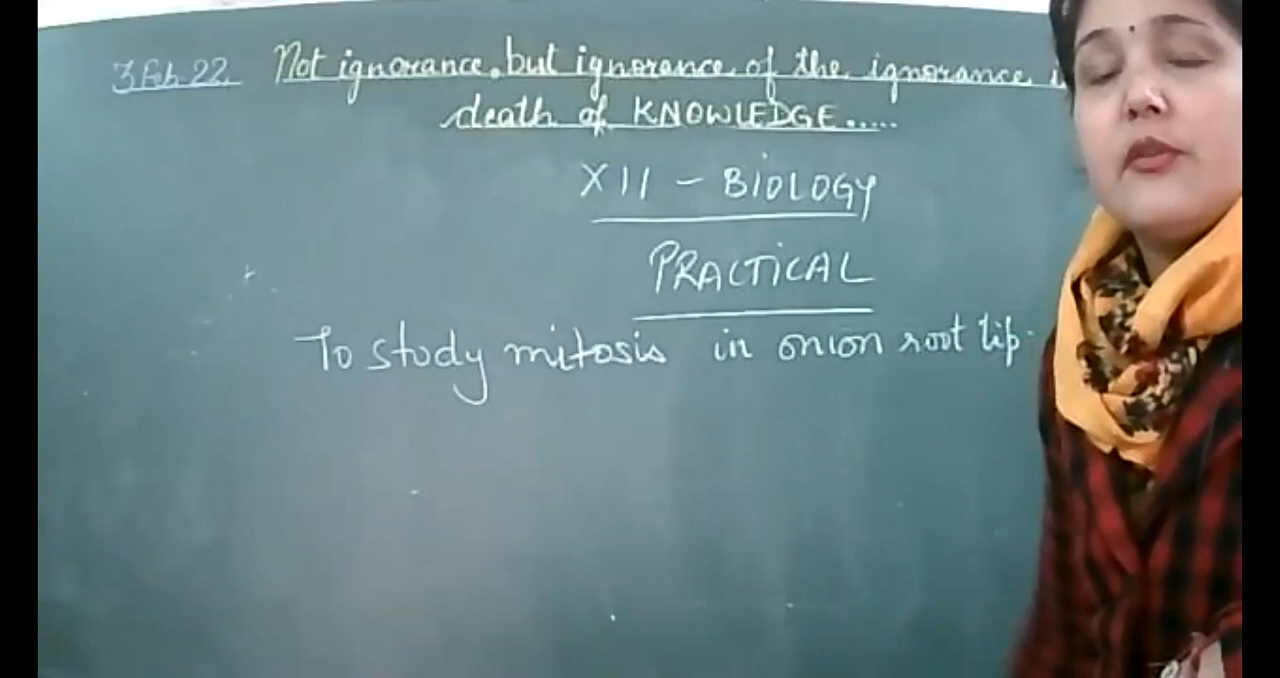 3 Feb. 22. Not ignorance, but ignorance of the ignorance
death of KNOWLEDGE.....
XII - BIOLOGY
PRACTICAL
To study mitosis in onion root tip.